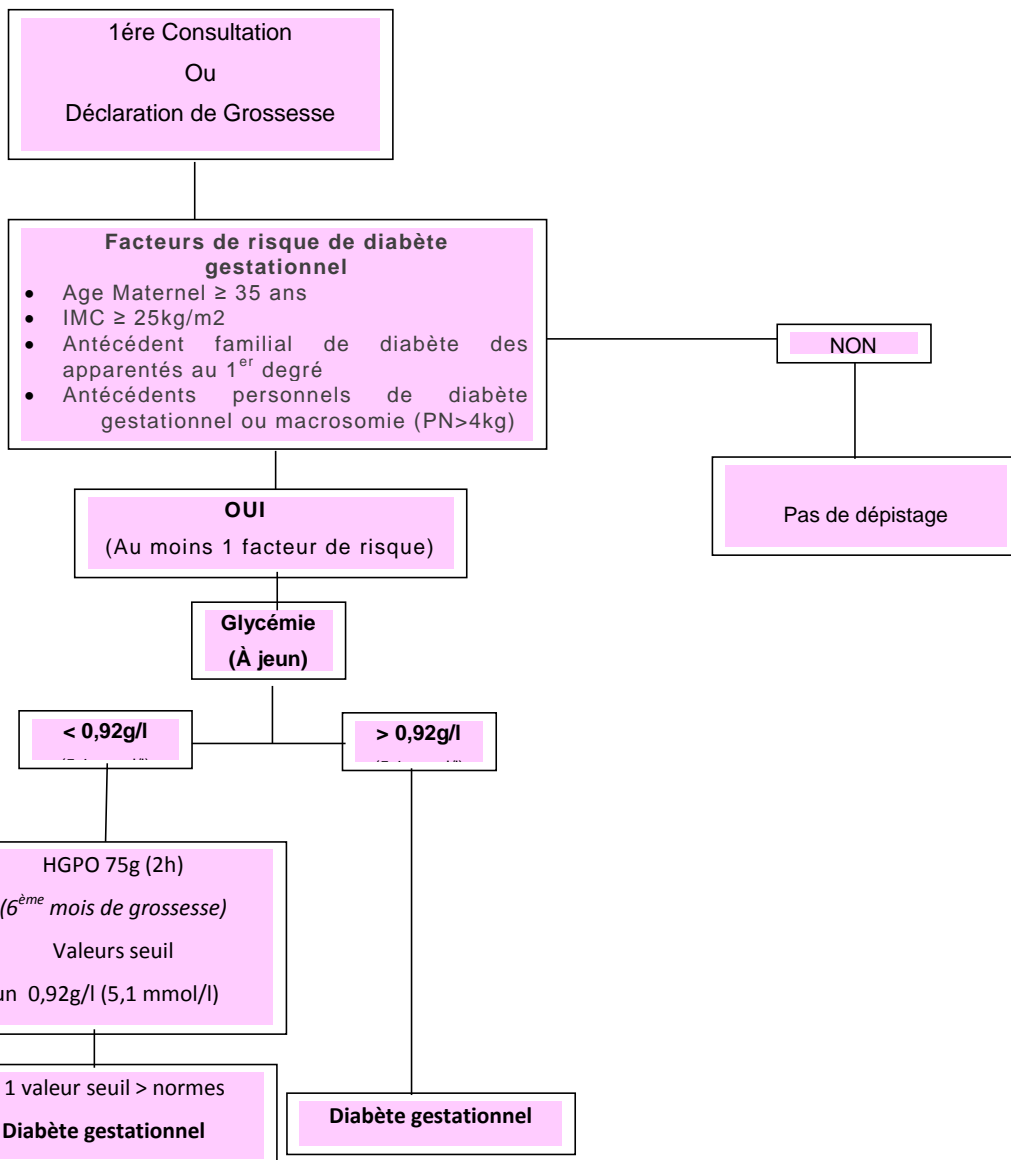 1ére Consultation
Ou
Déclaration de Grossesse
Facteurs de risque de diabète
gestationnel
• Age Maternel ≥ 35 ans
• IMC ≥ 25kg/m2
• Antécédent familial de diabète des
apparentés au 1er degré
• Antécédents personnels de diabète
gestationnel ou macrosomie (PN>4kg)
NON
Pas de dépistage
OUI
(Au moins 1 facteur de risque)
Glycémie
(À jeun)
< 0,92g/l
> 0,92g/l
HGPO 75g (2h)
(6ème mois de grossesse)
Valeurs seuil
un 0,92g/l (5,1 mmol/l)
1 valeur seuil > normes
Diabète gestationnel
Diabète gestationnel